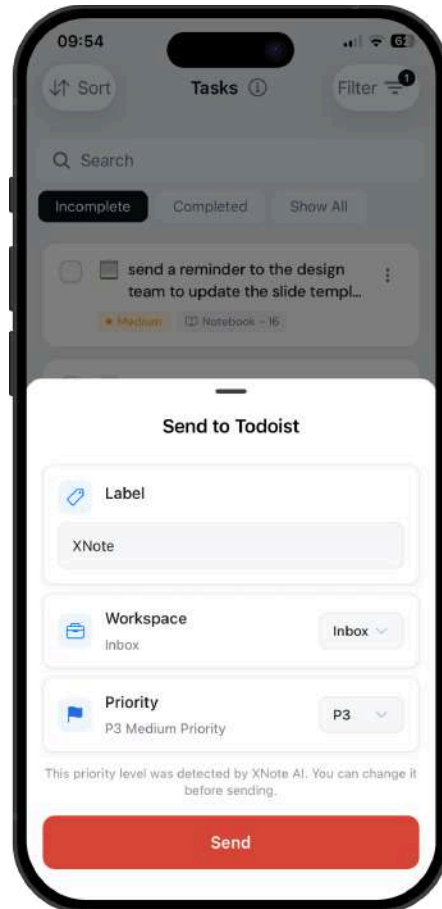 09:54
62
Sort
Tasks
Filter
1
Search
Incomplete
Completed
Show All
send a reminder to the design
team to update the slide templ...
Medium
Notebook - 16
Send to Todoist
Label
XNote
Workspace
Inbox
Inbox
Priority
P3 Medium Priority
P3
This priority level was detected by XNote AI. You can change it
before sending.
Send